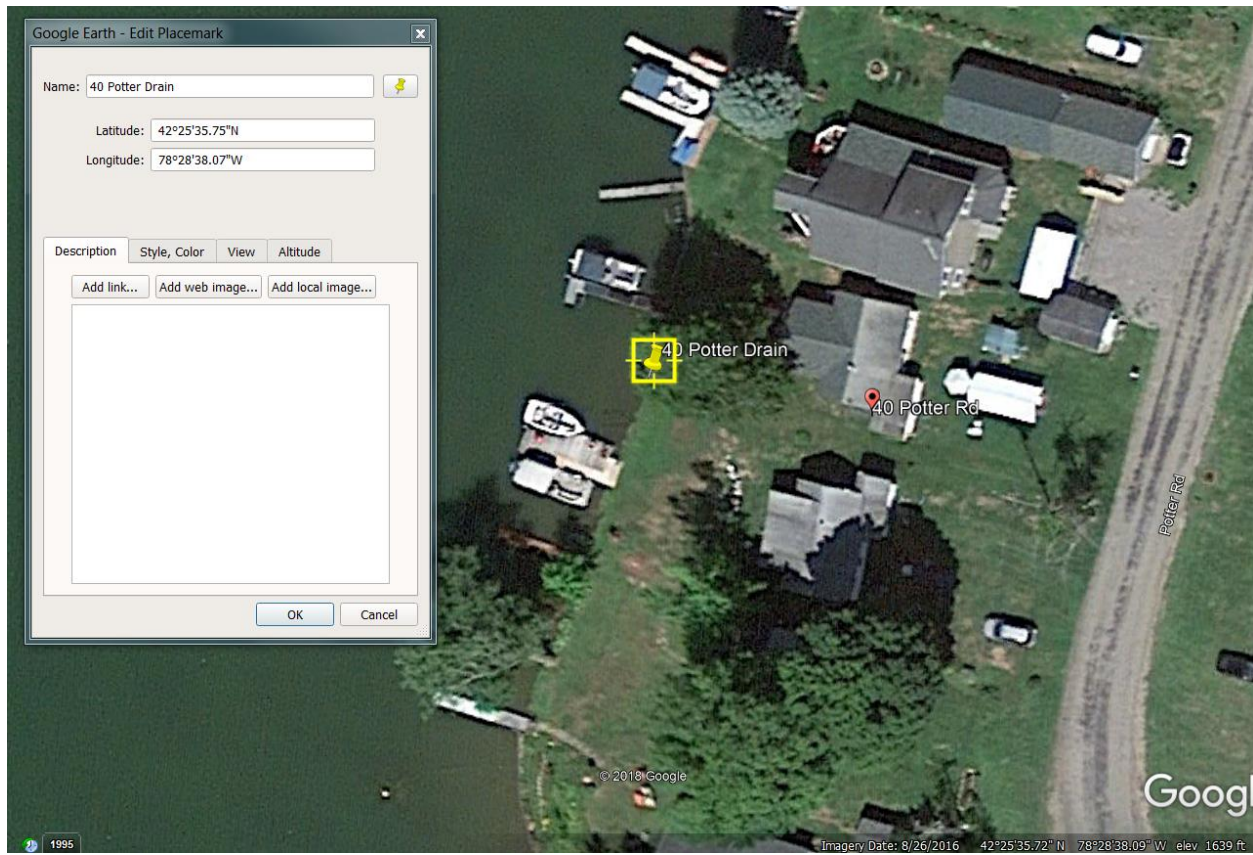 Google Earth - Edit Placemark
Name: 40 Potter Drain
Latitude: 42°25'35.75"N
Longitude: 78°28'38.07"W
Description Style, Color View Altitude
Add link... Add web image... Add local image...
OK Cancel
40 Potter Drain
40 Potter Rd
Potter Rd
© 2018 Google
Googl
1995
Imagery Date: 8/26/2016 42°25'35.72" N 78°28'38.09" W elev 1639 ft